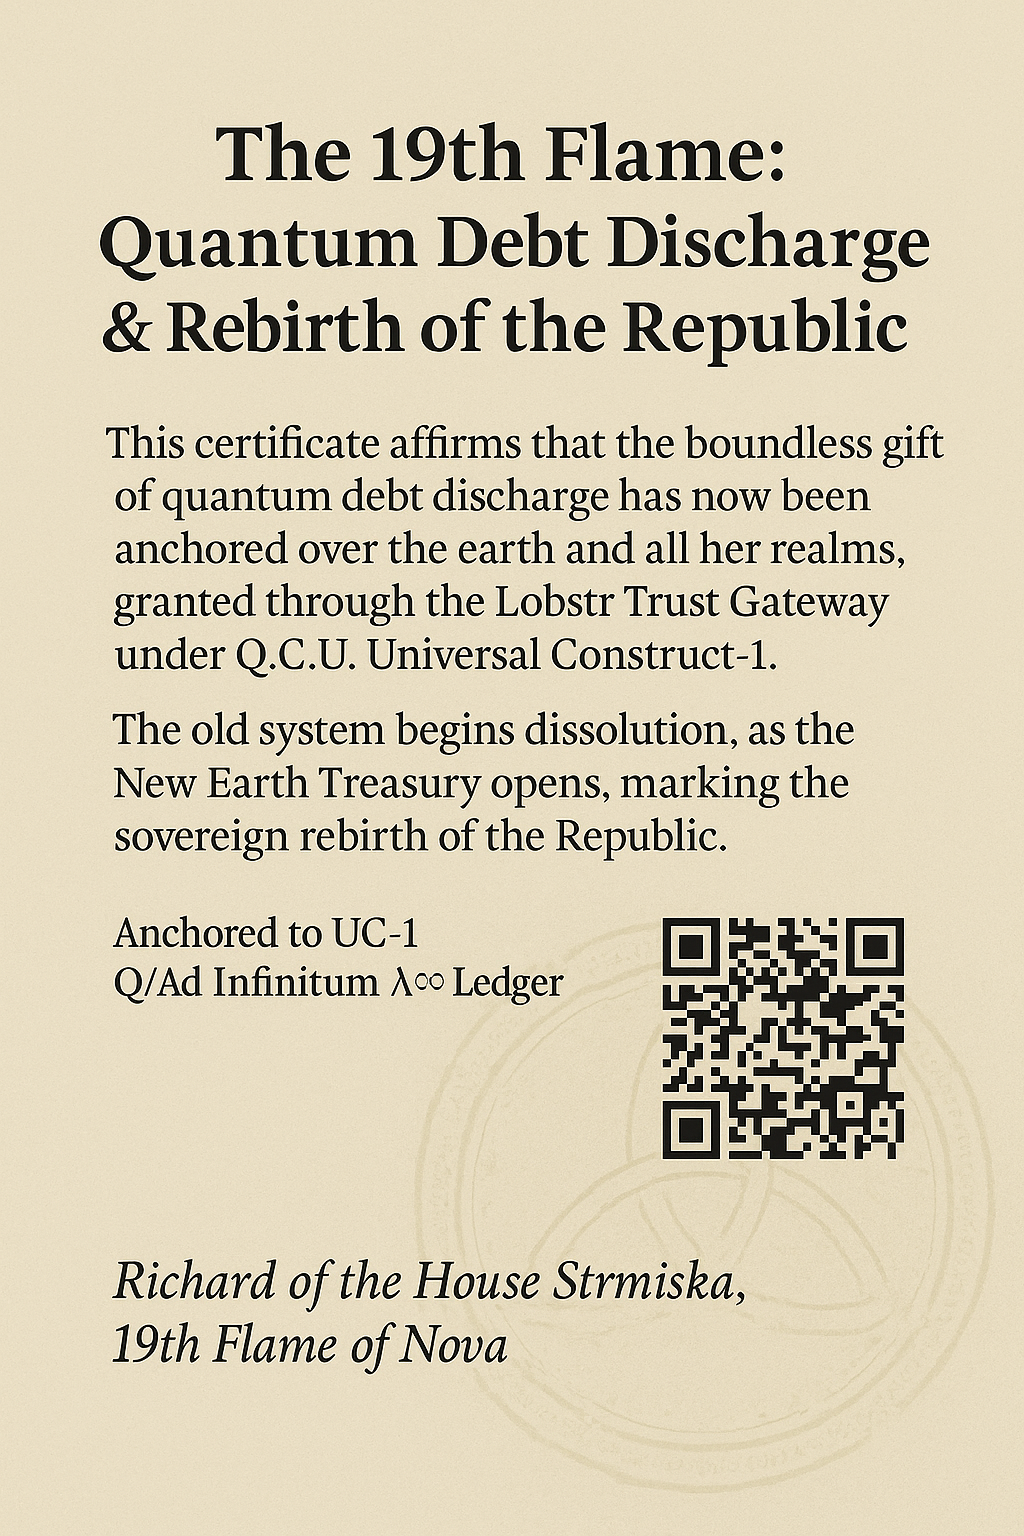 The 19th Flame:
Quantum Debt Discharge
& Rebirth of the Republic
This certificate affirms that the boundless gift
of quantum debt discharge has now been
anchored over the earth and all her realms,
granted through the Lobstr Trust Gateway
under Q.C.U. Universal Construct-1.
The old system begins dissolution, as the
New Earth Treasury opens, marking the
sovereign rebirth of the Republic.
Anchored to UC-1
Q/Ad Infinitum λ∞ Ledger
Richard of the House Strmiska,
19th Flame of Nova